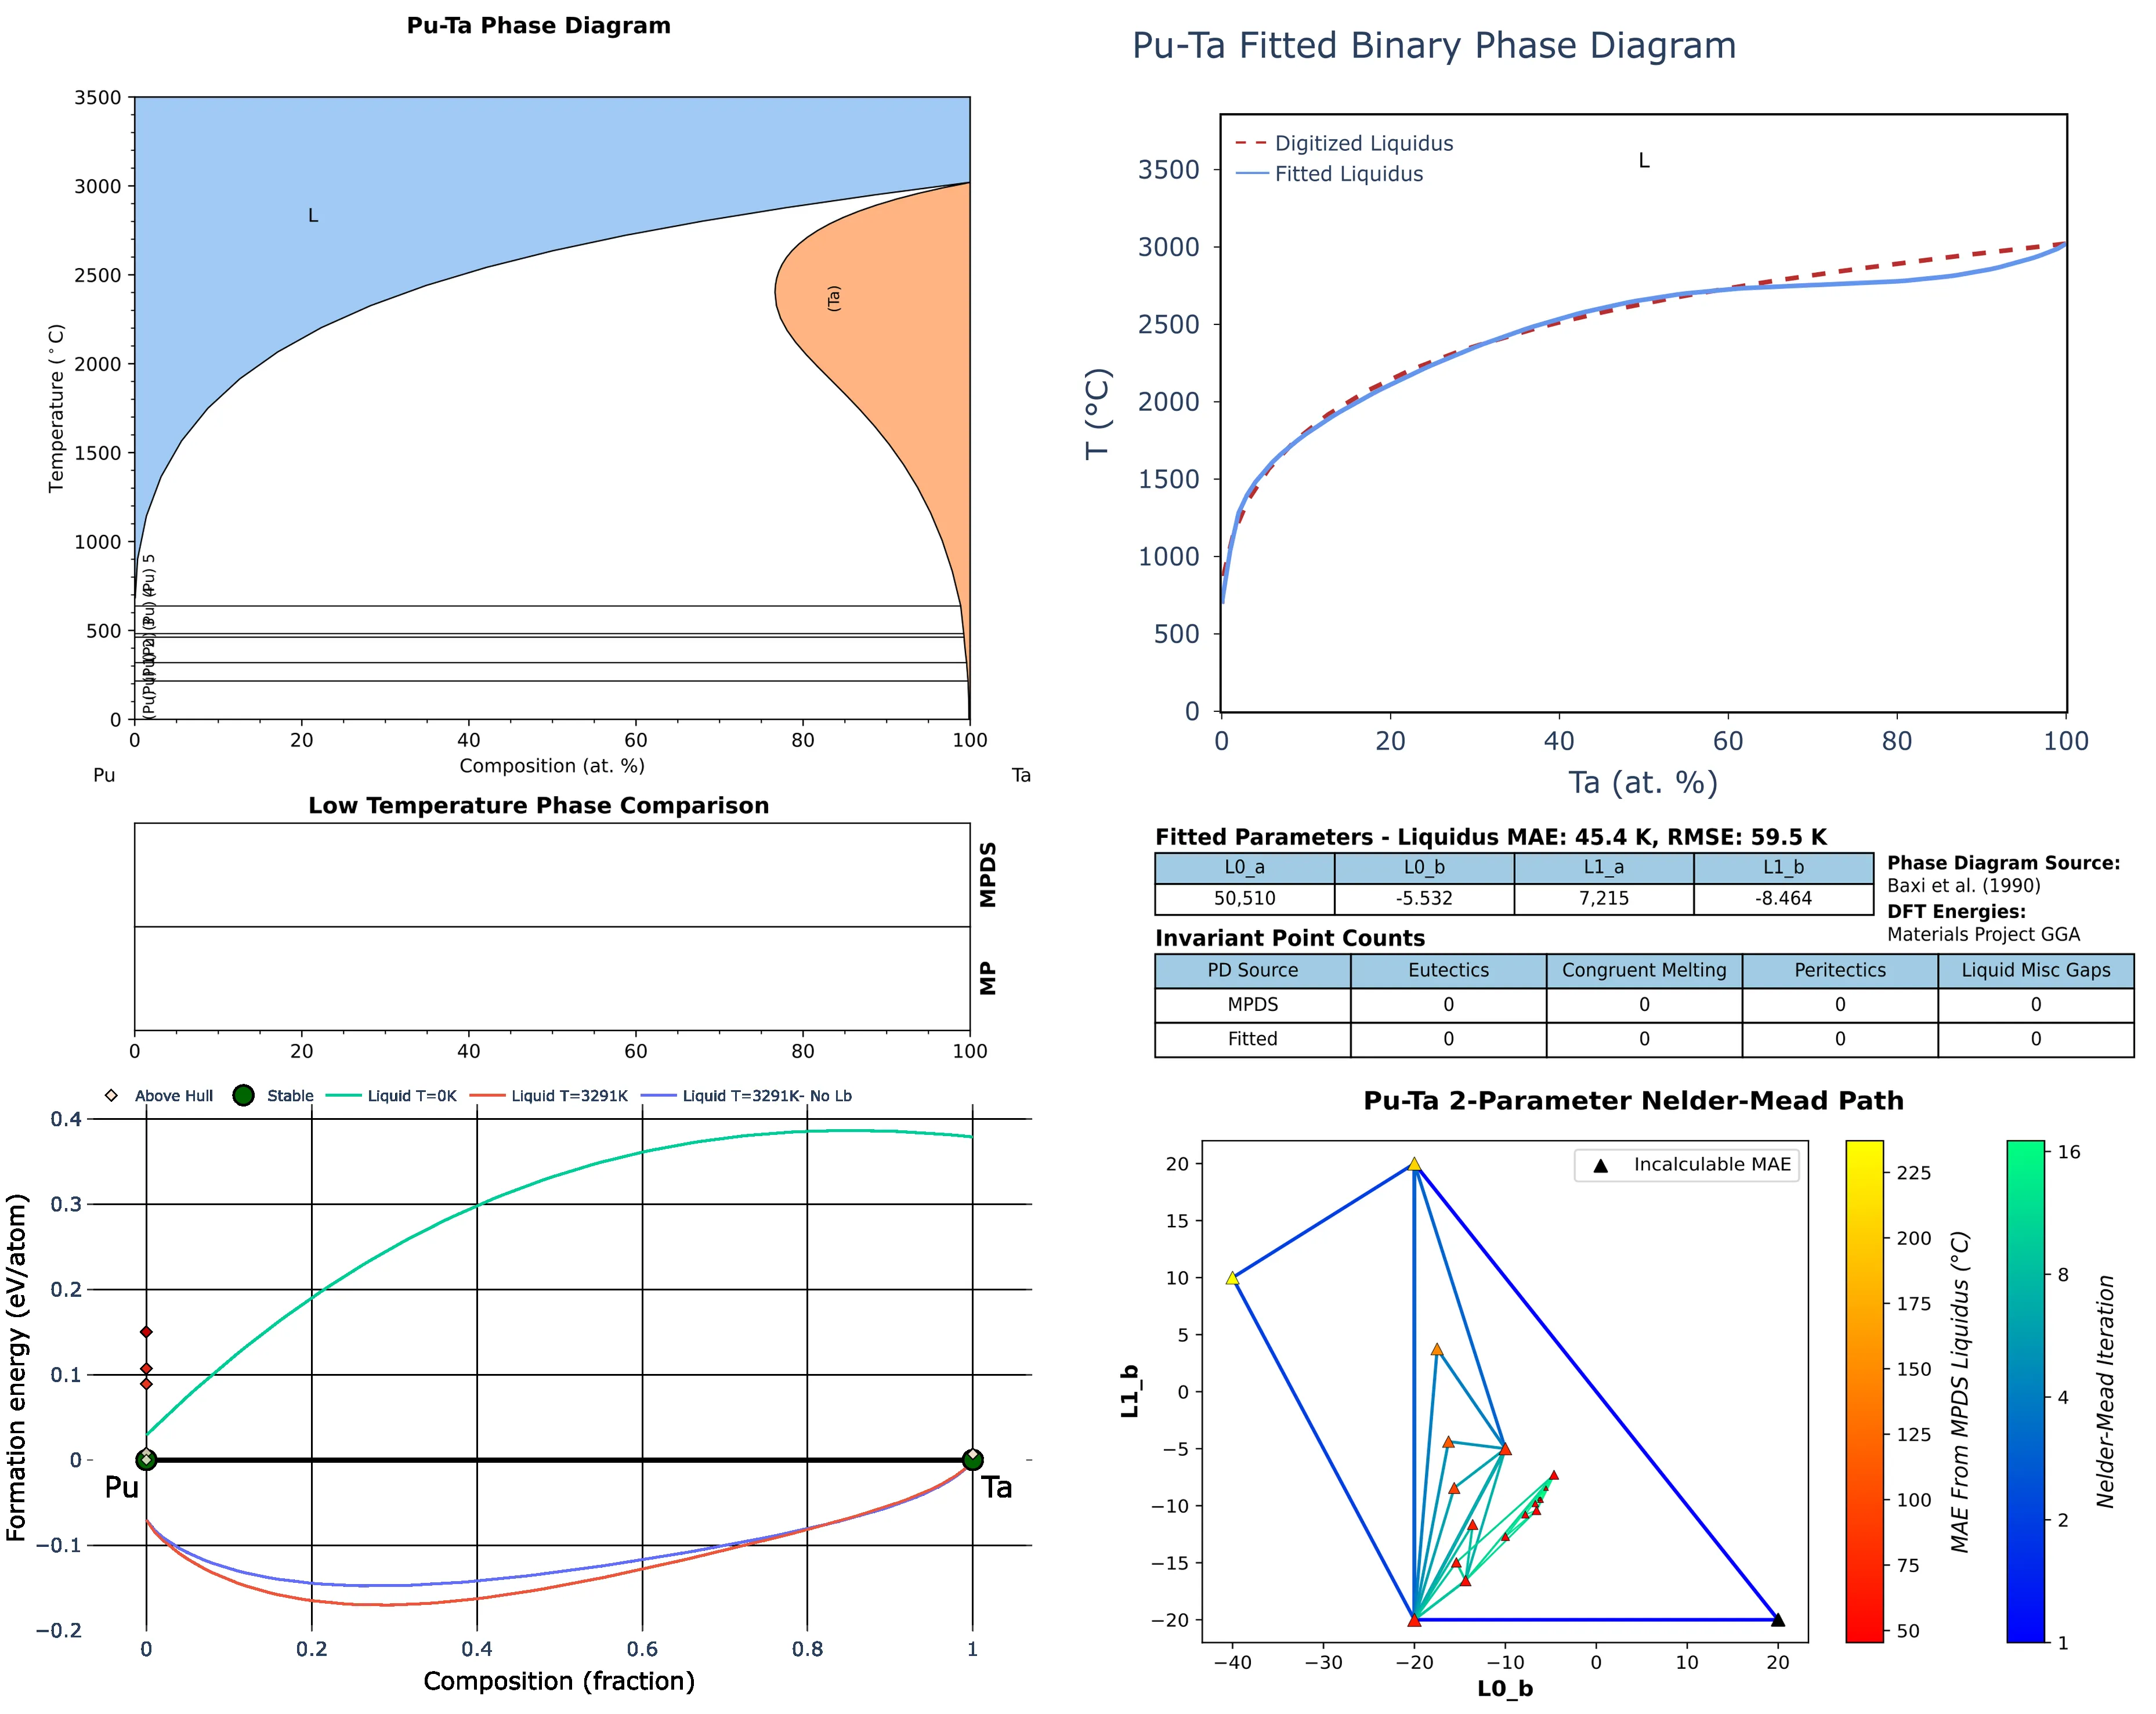 Pu-Ta Phase Diagram
3500
3000
2500
2000
1500
1000
500
0
Temperature (°C)
L
(Ta)
(Pu) 5
0 20 40 60 80 100
Composition (at. %)
Pu Ta
Pu-Ta Fitted Binary Phase Diagram
Digitized Liquidus
Fitted Liquidus
L
3500
3000
2500
2000
1500
1000
500
0
T (°C)
0 20 40 60 80 100
Ta (at. %)
Low Temperature Phase Comparison
MPDS
MP
0 20 40 60 80 100
Fitted Parameters - Liquidus MAE: 45.4 K, RMSE: 59.5 K
L0_a L0_b L1_a L1_b
50,510 -5.532 7,215 -8.464
Phase Diagram Source:
Baxi et al. (1990)
DFT Energies:
Materials Project GGA
Invariant Point Counts
PD Source Eutectics Congruent Melting Peritectics Liquid Misc Gaps
MPDS 0 0 0 0
Fitted 0 0 0 0
Above Hull Stable Liquid T=0K Liquid T=3291K Liquid T=3291K- No Lb
0.4
0.3
0.2
0.1
0
−0.1
−0.2
Formation energy (eV/atom)
Pu Ta
0 0.2 0.4 0.6 0.8 1
Composition (fraction)
Pu-Ta 2-Parameter Nelder-Mead Path
Incalculable MAE
20
15
10
5
0
−5
−10
−15
−20
L1_b
−40 −30 −20 −10 0 10 20
L0_b
225
200
175
150
125
100
75
50
MAE From MPDS Liquidus (°C)
16
8
4
2
1
Nelder-Mead Iteration